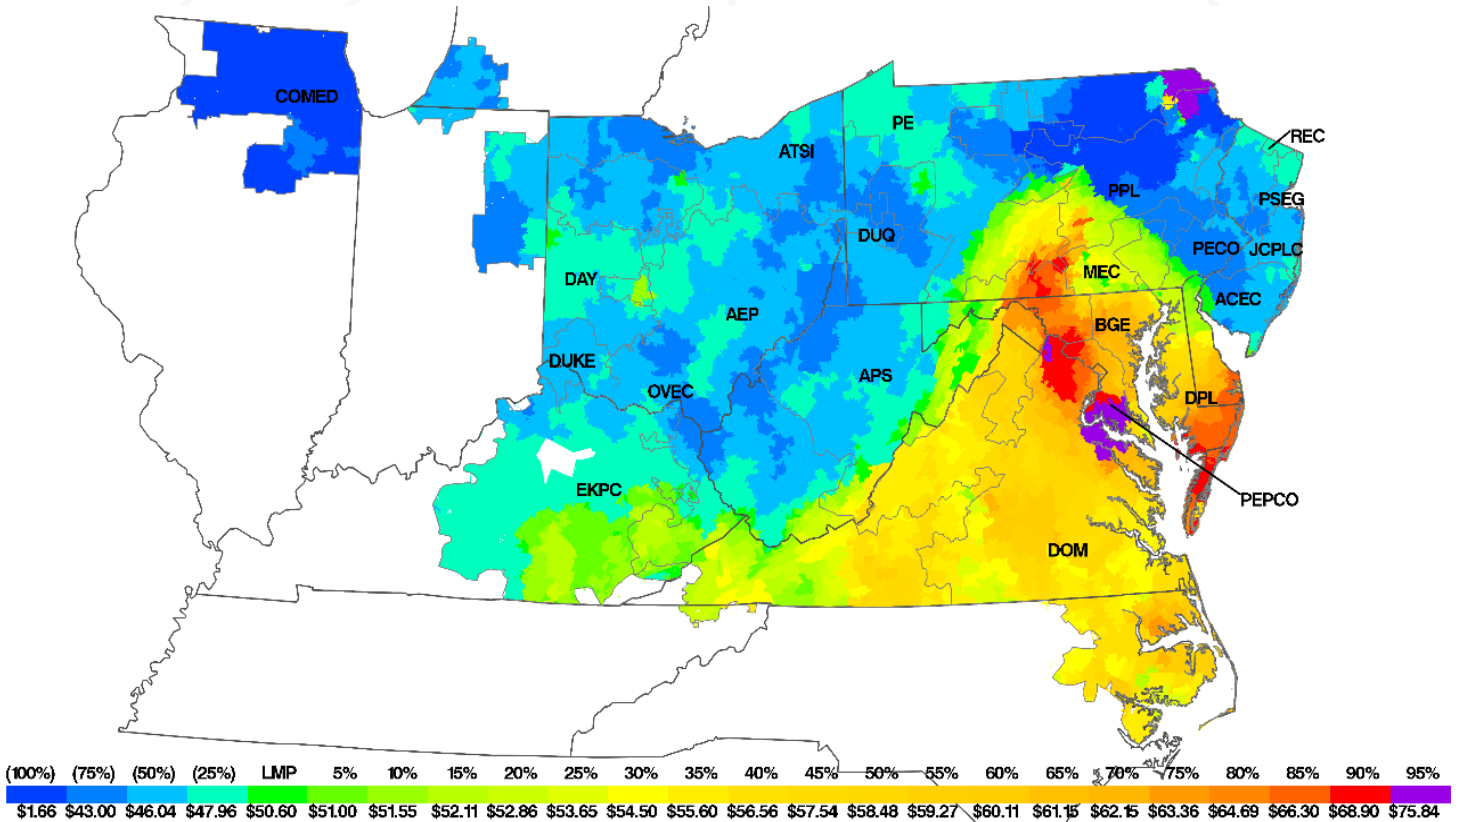 COMED
PE
REC
ATSI
PPL
PSEG
DUQ
PECO JCPLC
DAY
MEC
ACEC
AEP
BGE
DUKE
OVEC
APS
DPL
EKPC
PEPCO
DOM
(100%) (75%) (50%) (25%) LMP 5% 10% 15% 20% 25% 30% 35% 40% 45% 50% 55% 60% 65% 70% 75% 80% 85% 90% 95%
$1.66 $43.00 $46.04 $47.96 $50.60 $51.00 $51.55 $52.11 $52.86 $53.65 $54.50 $55.60 $56.56 $57.54 $58.48 $59.27 $60.11 $61.15 $62.15 $63.36 $64.69 $66.30 $68.90 $75.84